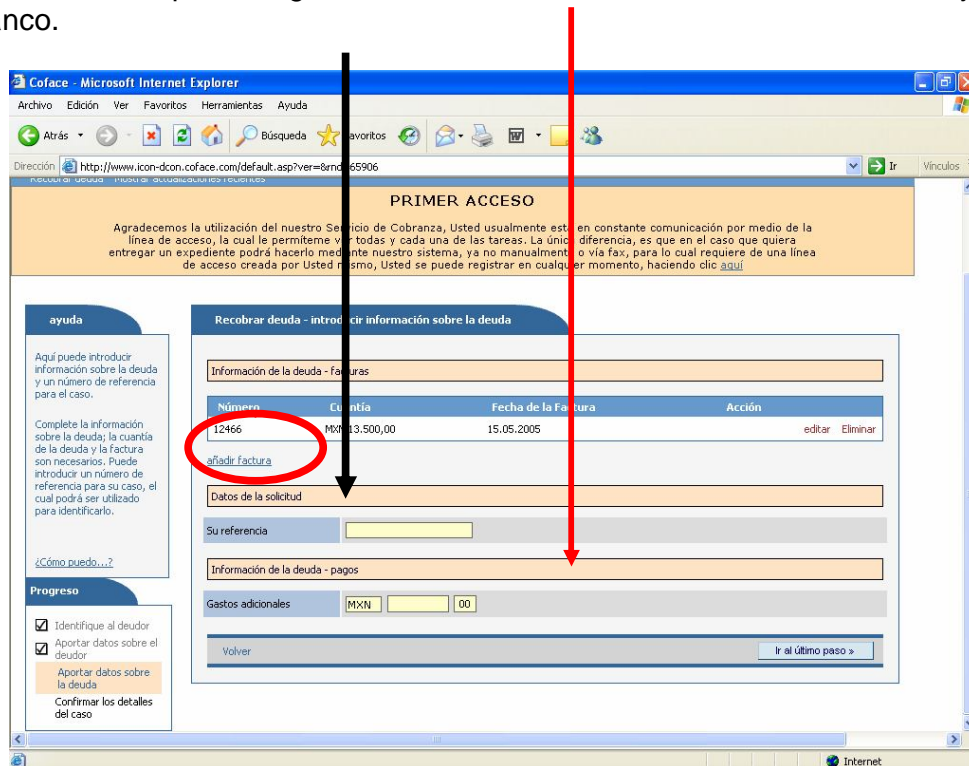 anco.
Coface - Microsoft Internet Explorer
Archivo Edición Ver Favoritos Herramientas Ayuda
Atrás Búsqueda avoritos
Dirección http://www.icon-dcon.coface.com/default.asp?ver=&rnd 65906 Ir Vínculos
Recobrar deuda Mostrar actualizaciones recientes
PRIMER ACCESO
Agradecemos la utilización del nuestro Servicio de Cobranza, Usted usualmente está en constante comunicación por medio de la
línea de acceso, la cual le permíteme ver todas y cada una de las tareas. La única diferencia, es que en el caso que quiera
entregar un expediente podrá hacerlo mediante nuestro sistema, ya no manualmente o vía fax, para lo cual requiere de una línea
de acceso creada por Usted mismo, Usted se puede registrar en cualquier momento, haciendo clic aquí
ayuda
Aquí puede introducir
información sobre la deuda
y un número de referencia
para el caso.
Complete la información
sobre la deuda; la cuantía
de la deuda y la factura
son necesarios. Puede
introducir un número de
referencia para su caso, el
cual podrá ser utilizado
para identificarlo.
¿Cómo puedo...?
Progreso
Identifique al deudor
Aportar datos sobre el
deudor
Aportar datos sobre
la deuda
Confirmar los detalles
del caso
Recobrar deuda - introducir información sobre la deuda
Información de la deuda - facturas
Número Cuantía Fecha de la Factura Acción
12466 MXN 13.500,00 15.05.2005 editar Eliminar
añadir factura
Datos de la solicitud
Su referencia
Información de la deuda - pagos
Gastos adicionales MXN 00
Volver Ir al último paso »
Internet